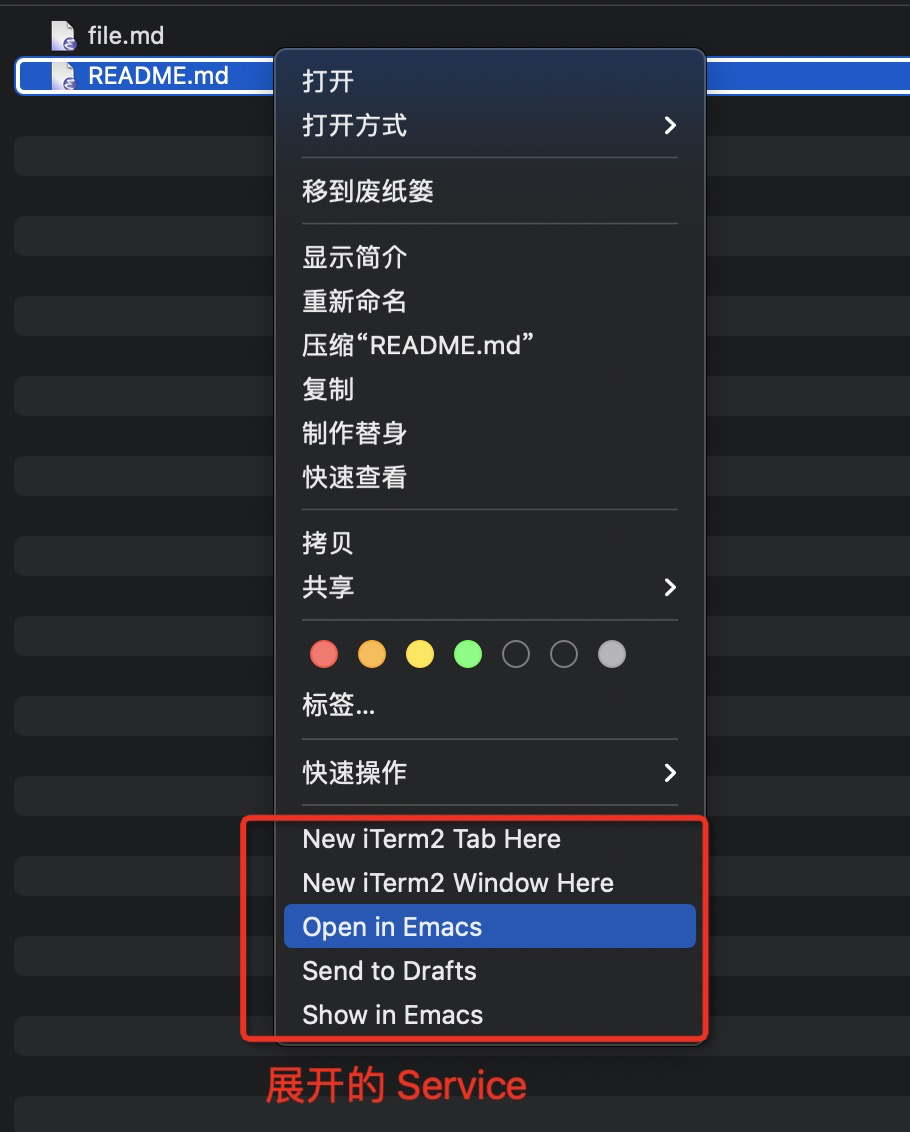 file.md
README.md
打开
打开方式
移到废纸篓
显示简介
重新命名
压缩“README.md”
复制
制作替身
快速查看
拷贝
共享
标签...
快速操作
New iTerm2 Tab Here
New iTerm2 Window Here
Open in Emacs
Send to Drafts
Show in Emacs
展开的 Service